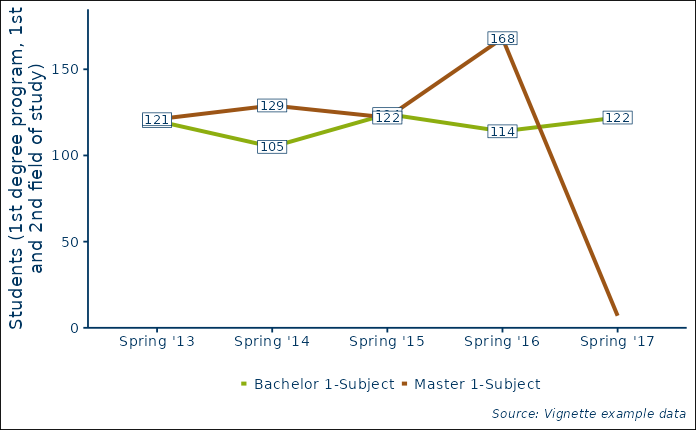 Students (1st degree program, 1st
and 2nd field of study)
150
100
50
0
121
129
105
122
168
114
122
Spring '13
Spring '14
Spring '15
Spring '16
Spring '17
Bachelor 1-Subject
Master 1-Subject
Source: Vignette example data